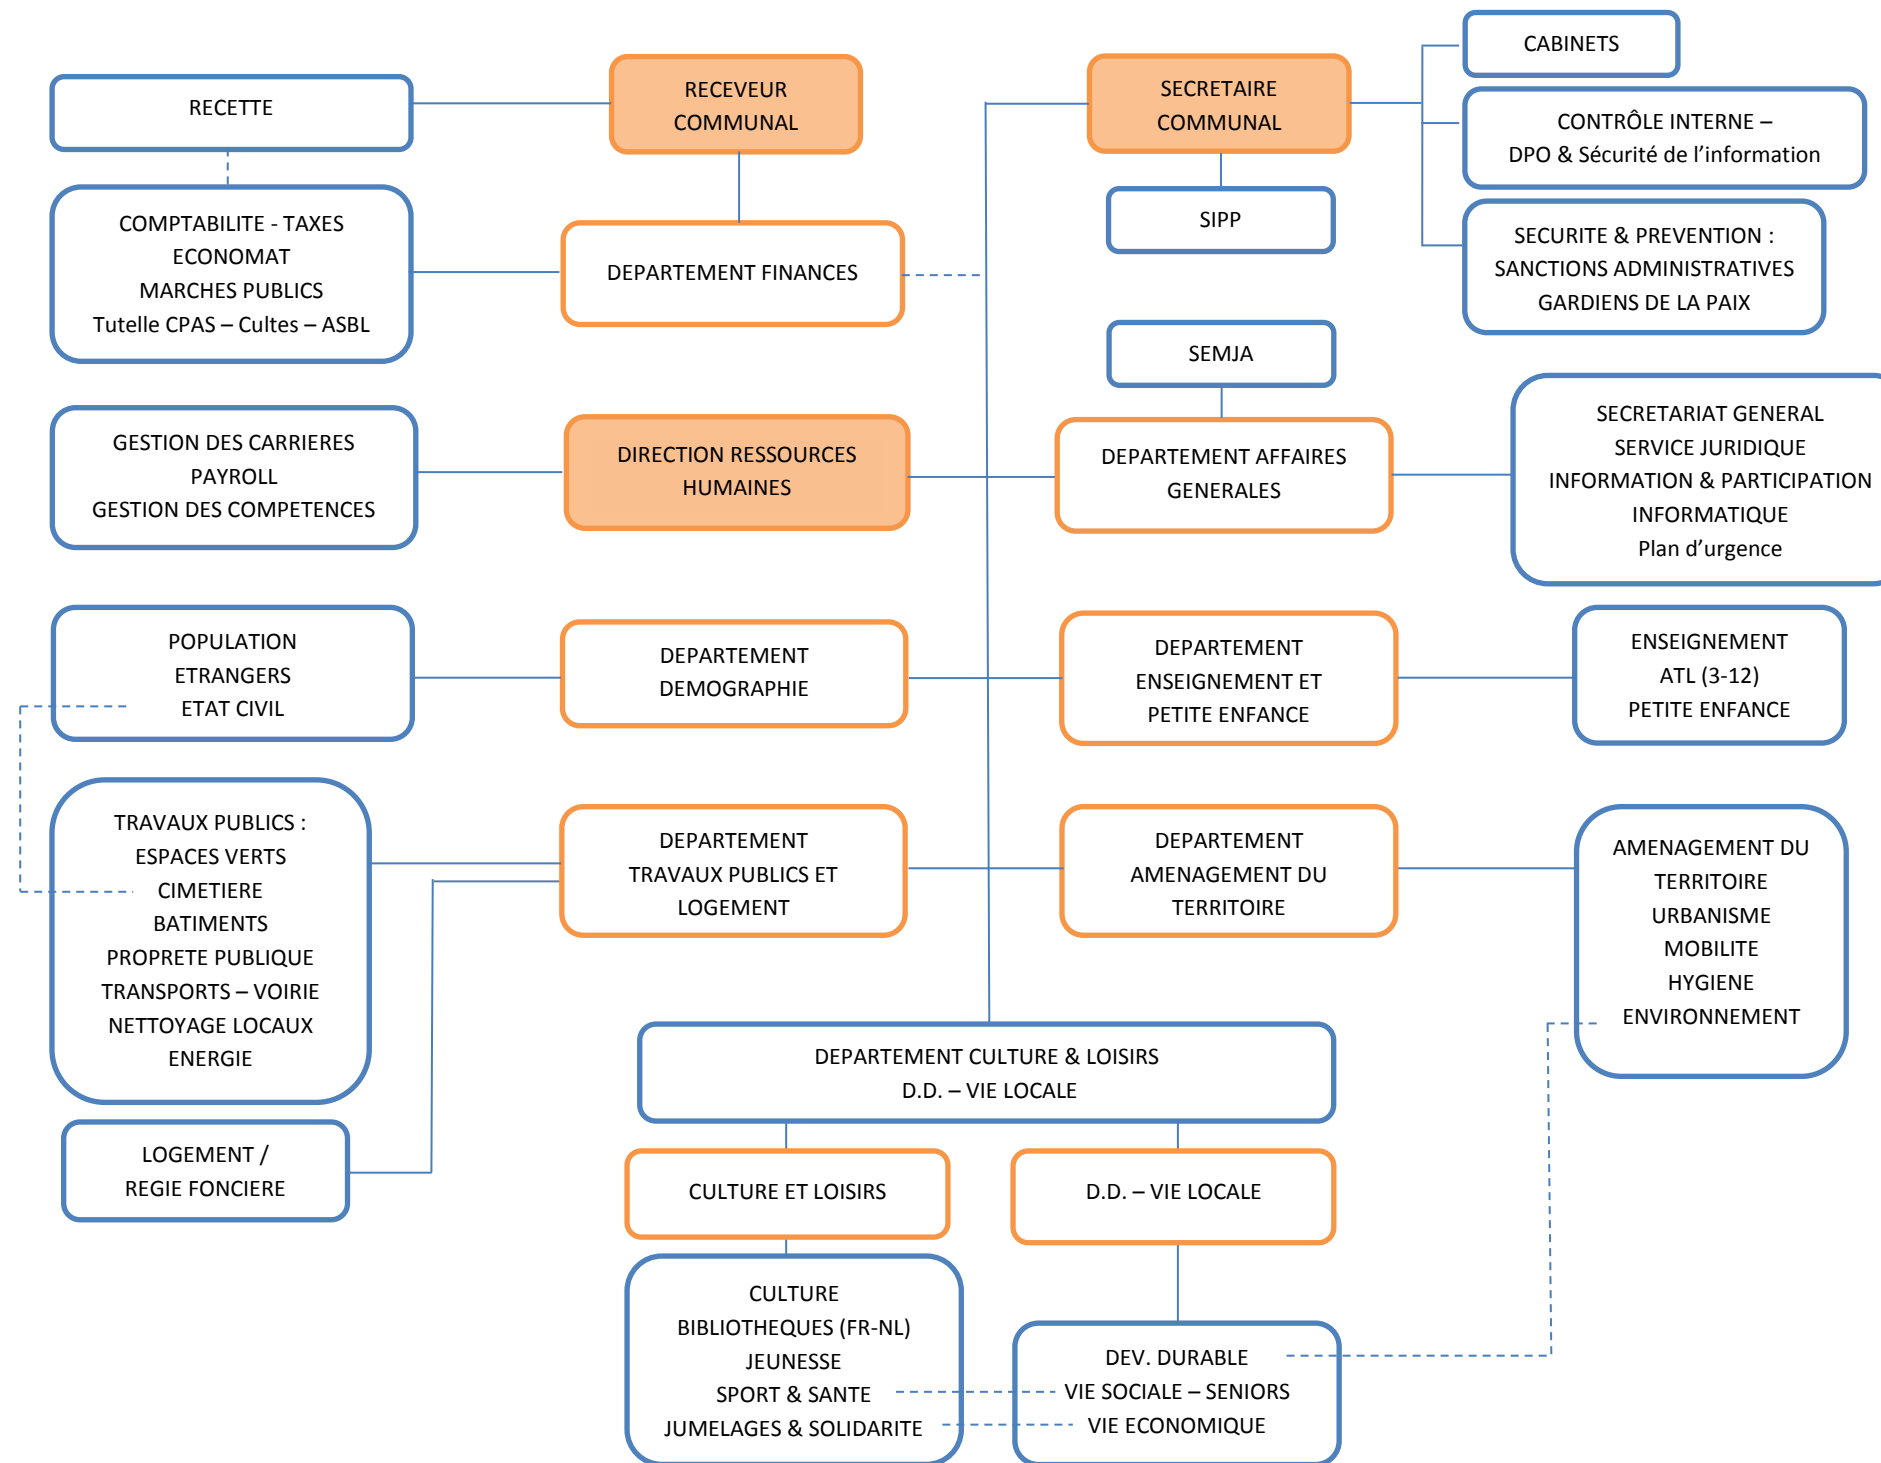 CABINETS
RECETTE
RECEVEUR
COMMUNAL
SECRETAIRE
COMMUNAL
CONTRÔLE INTERNE –
DPO & Sécurité de l'information
SIPP
COMPTABILITE - TAXES
ECONOMAT
MARCHES PUBLICS
Tutelle CPAS – Cultes – ASBL
DEPARTEMENT FINANCES
SECURITE & PREVENTION :
SANCTIONS ADMINISTRATIVES
GARDIENS DE LA PAIX
SEMJA
GESTION DES CARRIERES
PAYROLL
GESTION DES COMPETENCES
DIRECTION RESSOURCES
HUMAINES
DEPARTEMENT AFFAIRES
GENERALES
SECRETARIAT GENERAL
SERVICE JURIDIQUE
INFORMATION & PARTICIPATION
INFORMATIQUE
Plan d'urgence
POPULATION
ETRANGERS
ETAT CIVIL
DEPARTEMENT
DEMOGRAPHIE
DEPARTEMENT
ENSEIGNEMENT ET
PETITE ENFANCE
ENSEIGNEMENT
ATL (3-12)
PETITE ENFANCE
TRAVAUX PUBLICS :
ESPACES VERTS
CIMETIERE
BATIMENTS
PROPRETE PUBLIQUE
TRANSPORTS – VOIRIE
NETTOYAGE LOCAUX
ENERGIE
DEPARTEMENT
TRAVAUX PUBLICS ET
LOGEMENT
DEPARTEMENT
AMENAGEMENT DU
TERRITOIRE
AMENAGEMENT DU
TERRITOIRE
URBANISME
MOBILITE
HYGIENE
ENVIRONNEMENT
DEPARTEMENT CULTURE & LOISIRS
D.D. – VIE LOCALE
LOGEMENT /
REGIE FONCIERE
CULTURE ET LOISIRS
D.D. – VIE LOCALE
CULTURE
BIBLIOTHEQUES (FR-NL)
JEUNESSE
SPORT & SANTE
JUMELAGES & SOLIDARITE
DEV. DURABLE
VIE SOCIALE – SENIORS
VIE ECONOMIQUE